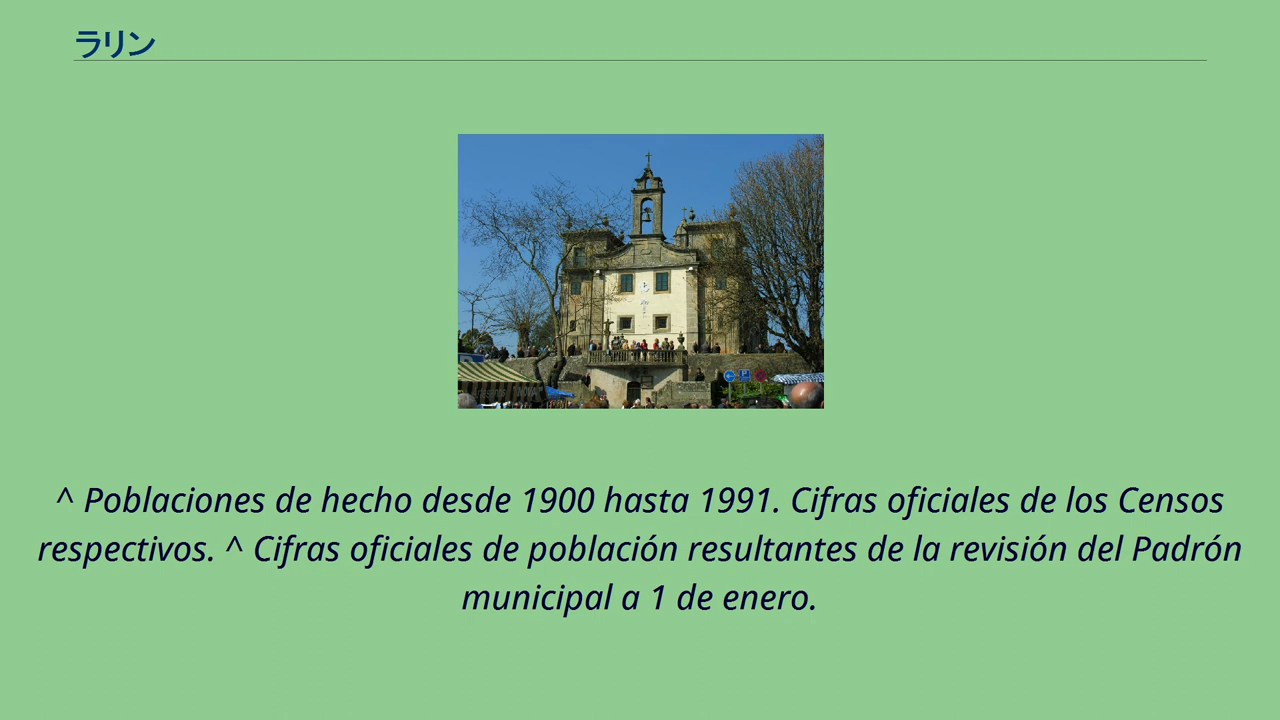 ラリン
^ Poblaciones de hecho desde 1900 hasta 1991. Cifras oficiales de los Censos
respectivos. ^ Cifras oficiales de población resultantes de la revisión del Padrón
municipal a 1 de enero.